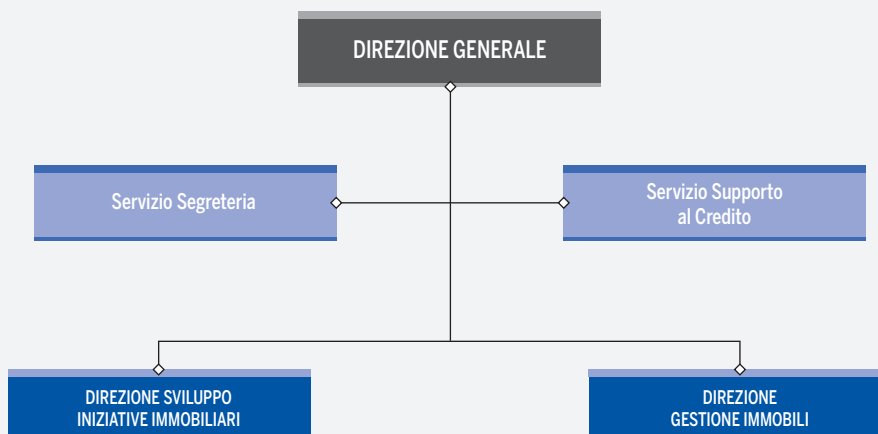 DIREZIONE GENERALE
Servizio Segreteria
Servizio Supporto
al Credito
DIREZIONE SVILUPPO
INIZIATIVE IMMOBILIARI
DIREZIONE
GESTIONE IMMOBILI